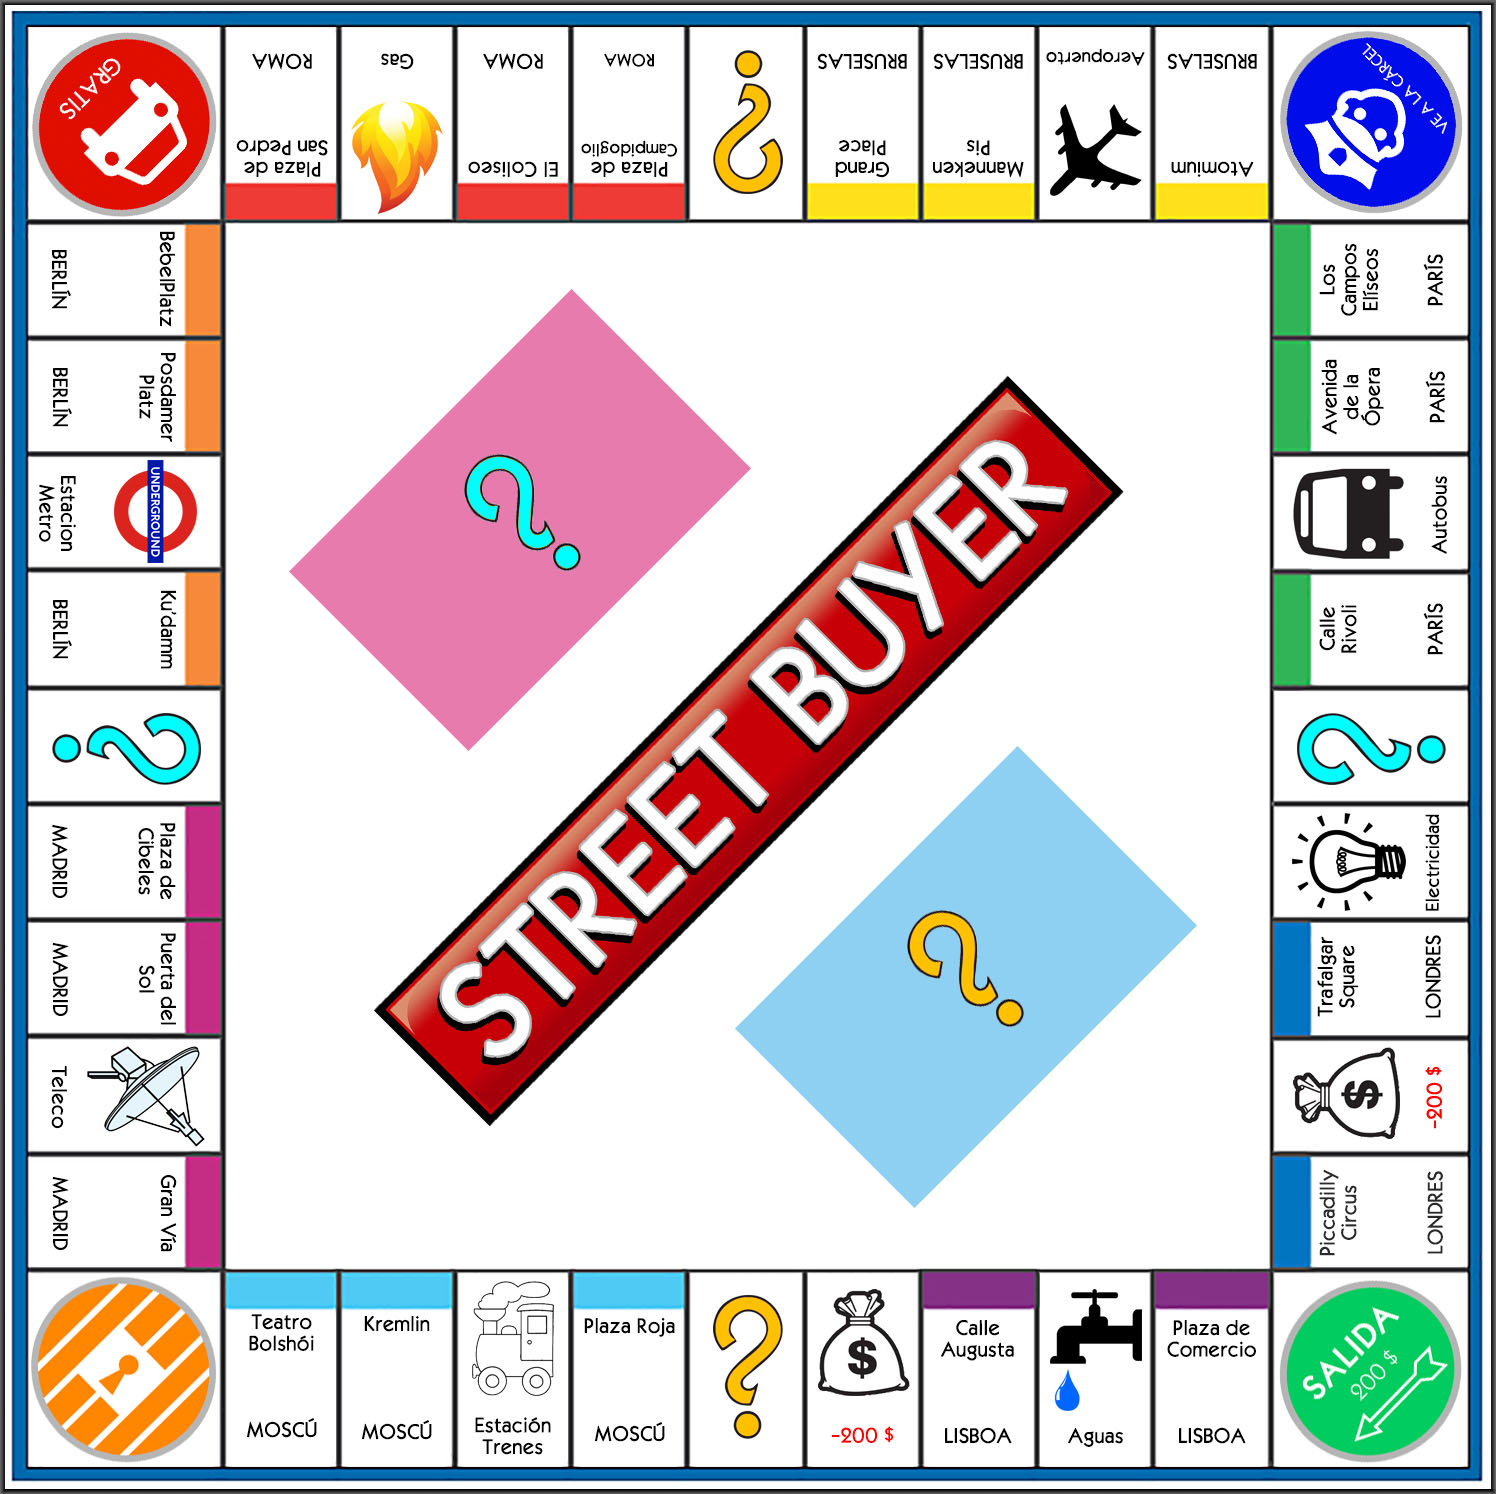 GRATIS
Plaza de
San Pedro
ROMA
Gas
El Coliseo
ROMA
Plaza de
Campidoglio
ROMA
Grand
Place
BRUSELAS
Manneken
Pis
BRUSELAS
Aeropuerto
Atomium
BRUSELAS
VE A LA CÁRCEL
Los
Campos
Elíseos
PARÍS
Avenida
de la
Ópera
PARÍS
Autobus
Calle
Rivoli
PARÍS
?
Electricidad
Trafalgar
Square
LONDRES
$
-200 $
Piccadilly
Circus
LONDRES
SALIDA
200 $
Plaza de
Comercio
LISBOA
Aguas
Calle
Augusta
LISBOA
$
-200 $
?
Plaza Roja
MOSCÚ
Estación
Trenes
Kremlin
MOSCÚ
Teatro
Bolshói
MOSCÚ
Gran Vía
MADRID
Teleco
Puerta del
Sol
MADRID
Plaza de
Cibeles
MADRID
?
Ku'damm
BERLÍN
UNDERGROUND
Estacion
Metro
Posdamer
Platz
BERLÍN
BebelPlatz
BERLÍN
?
?
STREET BUYER
?